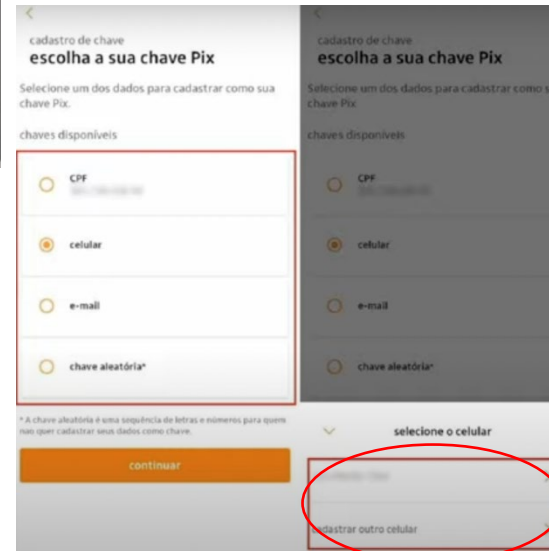 cadastro de chave
escolha a sua chave Pix
Selecione um dos dados para cadastrar como sua
chave Pix.
chaves disponíveis
CPF
celular
e-mail
chave aleatória*
* A chave aleatória é uma sequência de letras e números para quem
não quer cadastrar seus dados como chave.
continuar
cadastro de chave
escolha a sua chave Pix
Selecione um dos dados para cadastrar como s
chave Pix.
chaves disponíveis
CPF
celular
e-mail
chave aleatória*
selecione o celular
cadastrar outro celular